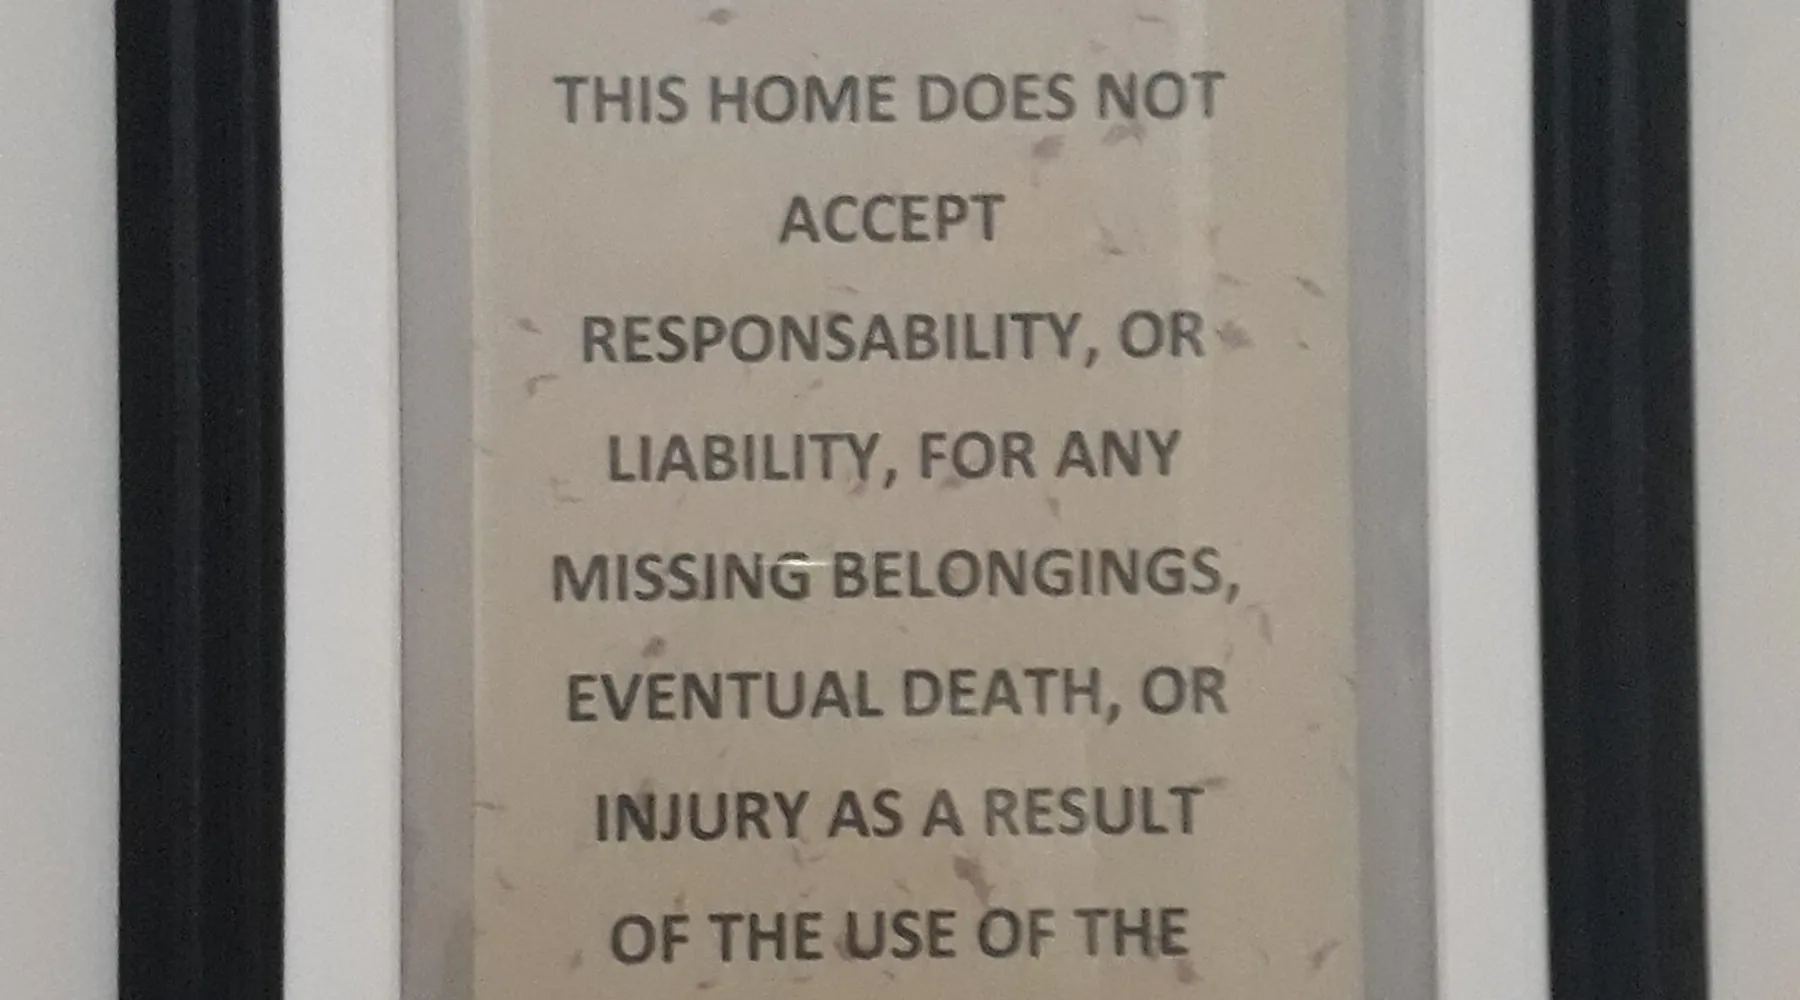 THIS HOME DOES NOT
ACCEPT
RESPONSABILITY, OR
LIABILITY, FOR ANY
MISSING BELONGINGS,
EVENTUAL DEATH, OR
INJURY AS A RESULT
OF THE USE OF THE